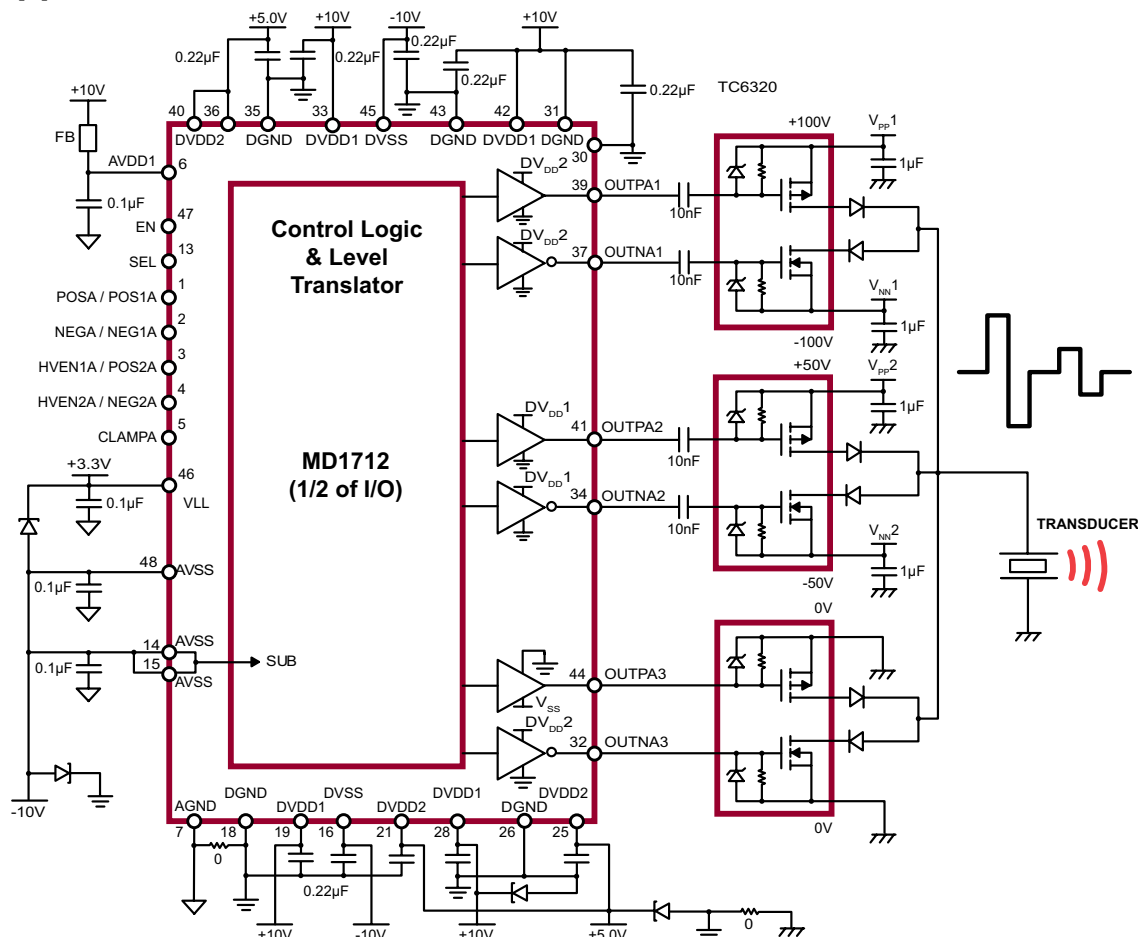 +5.0V
+10V
-10V
+10V
0.22µF
0.22µF
0.22µF
0.22µF
0.22µF
TC6320
+10V
FB
40
36
35
33
45
43
42
31
DVDD2
DGND
DVDD1
DVSS
DGND
DVDD1
DGND
30
AVDD1
6
0.1µF
47
EN
13
SEL
1
POSA / POS1A
2
NEGA / NEG1A
3
HVEN1A / POS2A
4
HVEN2A / NEG2A
5
CLAMPA
+3.3V
46
VLL
0.1µF
48
AVSS
0.1µF
14
AVSS
0.1µF
15
AVSS
SUB
-10V
Control Logic
& Level
Translator
MD1712
(1/2 of I/O)
DVDD2
39
OUTPA1
10nF
DVDD2
37
OUTNA1
10nF
DVDD1
41
OUTPA2
10nF
DVDD1
34
OUTNA2
10nF
VSS
44
OUTPA3
DVDD2
32
OUTNA3
+100V
VPP1
1µF
VNN1
1µF
-100V
+50V
VPP2
1µF
VNN2
1µF
-50V
0V
0V
TRANSDUCER
AGND
DGND
DVDD1
DVSS
DVDD2
DVDD1
DGND
DVDD2
7
18
19
16
21
28
26
25
0
0.22µF
+10V
-10V
+10V
+5.0V
0